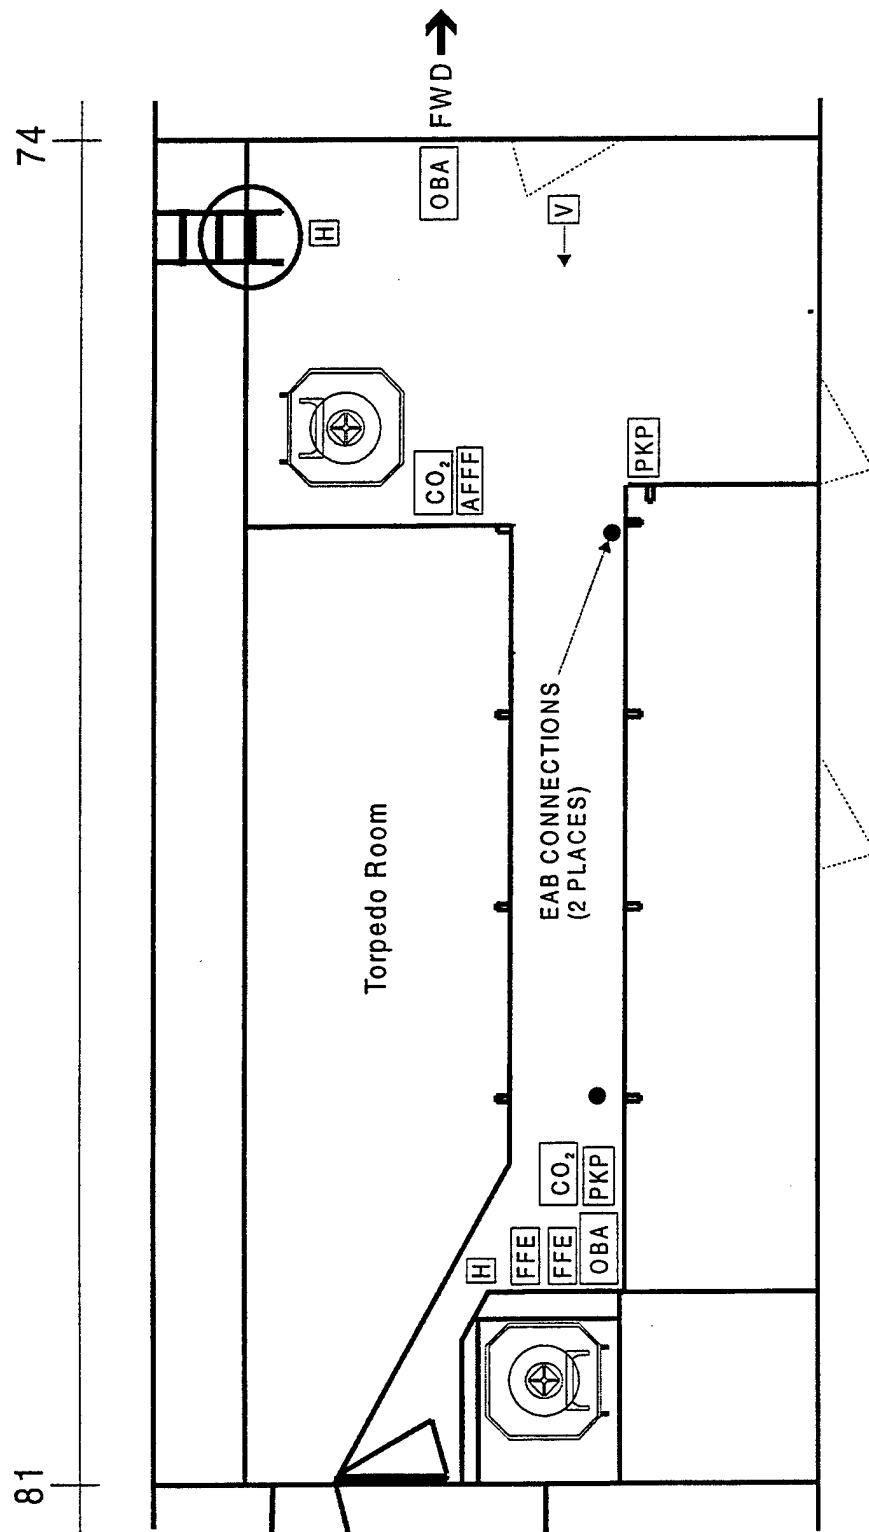 74
FWD
OBA
H
V
CO₂
AFFF
PKP
EAB CONNECTIONS
(2 PLACES)
Torpedo Room
CO₂
PKP
H
FFE
FFE
OBA
81